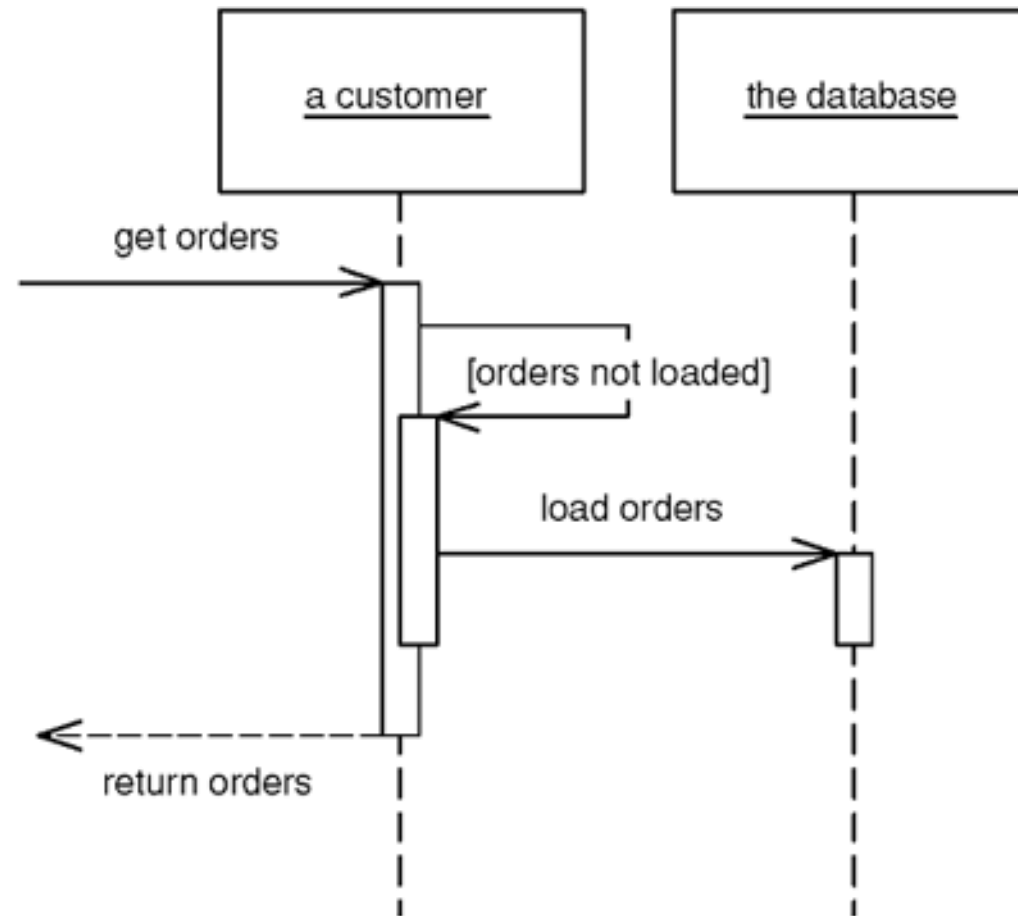 a customer
the database
get orders
[orders not loaded]
load orders
return orders